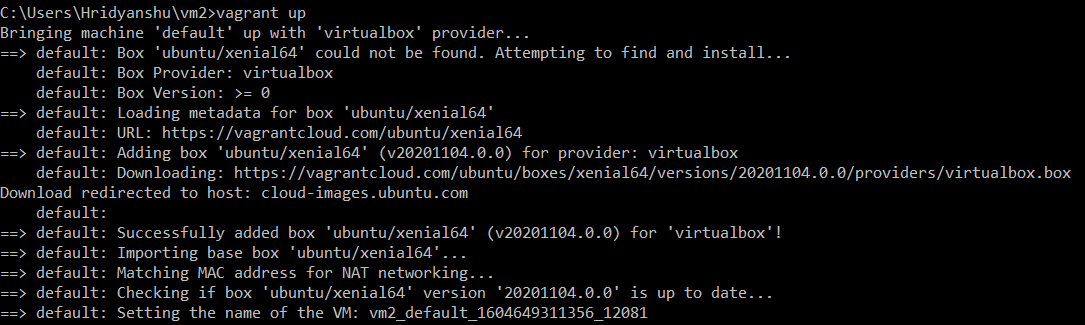 C:\Users\Hridyanshu\vm2>vagrant up
Bringing machine 'default' up with 'virtualbox' provider...
==> default: Box 'ubuntu/xenial64' could not be found. Attempting to find and install...
    default: Box Provider: virtualbox
    default: Box Version: >= 0
==> default: Loading metadata for box 'ubuntu/xenial64'
    default: URL: https://vagrantcloud.com/ubuntu/xenial64
==> default: Adding box 'ubuntu/xenial64' (v20201104.0.0) for provider: virtualbox
    default: Downloading: https://vagrantcloud.com/ubuntu/boxes/xenial64/versions/20201104.0.0/providers/virtualbox.box
Download redirected to host: cloud-images.ubuntu.com
    default:
==> default: Successfully added box 'ubuntu/xenial64' (v20201104.0.0) for 'virtualbox'!
==> default: Importing base box 'ubuntu/xenial64'...
==> default: Matching MAC address for NAT networking...
==> default: Checking if box 'ubuntu/xenial64' version '20201104.0.0' is up to date...
==> default: Setting the name of the VM: vm2_default_1604649311356_12081